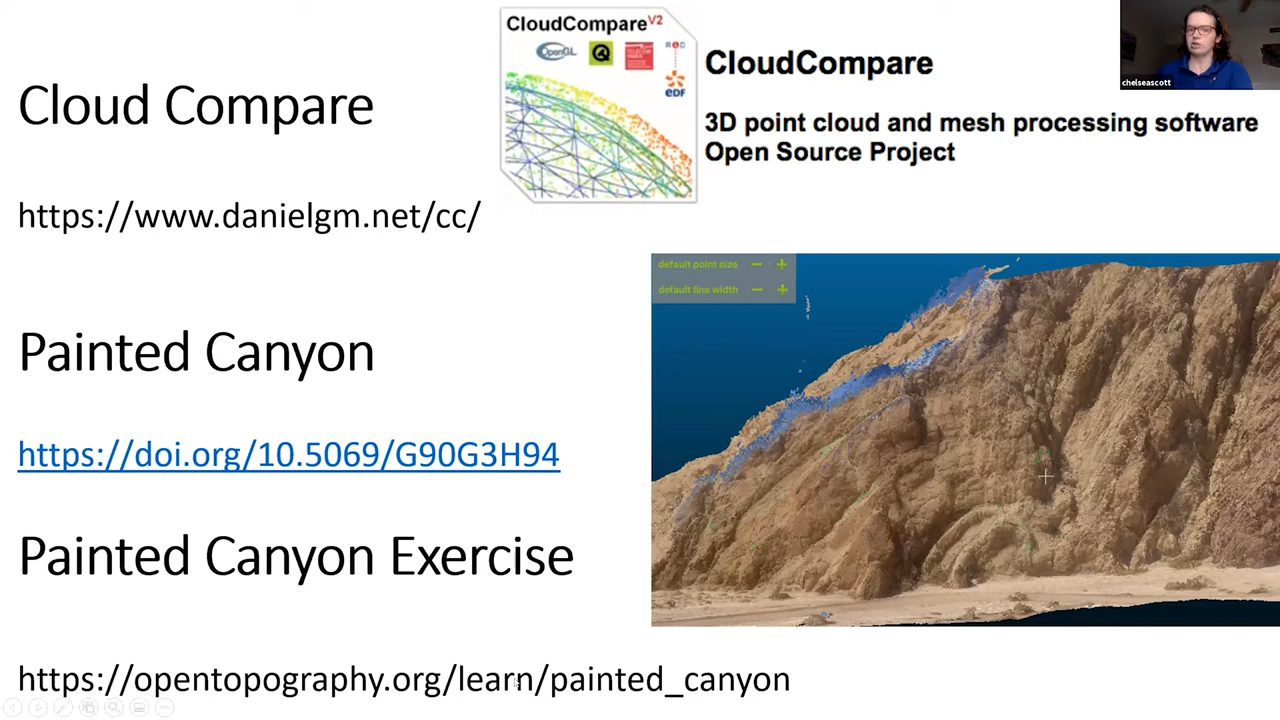 Cloud Compare
https://www.danielgm.net/cc/
CloudCompare V2
OpenGL
EDF
CloudCompare
3D point cloud and mesh processing software
Open Source Project
chelseascott
Painted Canyon
https://doi.org/10.5069/G90G3H94
default point size
default line width
Painted Canyon Exercise
https://opentopography.org/learn/painted_canyon